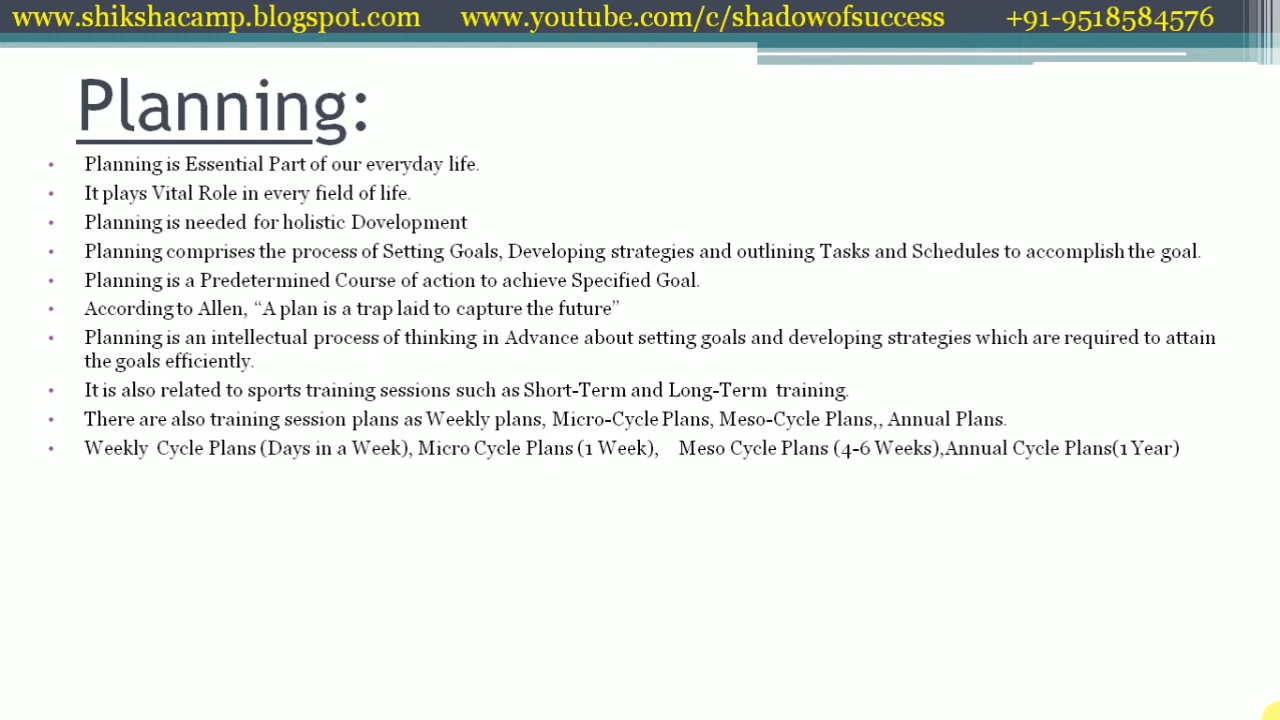 www.shikshacamp.blogspot.com www.youtube.com/c/shadowofsuccess +91-9518584576
Planning:
• Planning is Essential Part of our everyday life.
• It plays Vital Role in every field of life.
• Planning is needed for holistic Dovelopment
• Planning comprises the process of Setting Goals, Developing strategies and outlining Tasks and Schedules to accomplish the goal.
• Planning is a Predetermined Course of action to achieve Specified Goal.
• According to Allen, “A plan is a trap laid to capture the future”
• Planning is an intellectual process of thinking in Advance about setting goals and developing strategies which are required to attain
the goals efficiently.
• It is also related to sports training sessions such as Short-Term and Long-Term training.
• There are also training session plans as Weekly plans, Micro-Cycle Plans, Meso-Cycle Plans,, Annual Plans.
• Weekly Cycle Plans (Days in a Week), Micro Cycle Plans (1 Week), Meso Cycle Plans (4-6 Weeks),Annual Cycle Plans(1 Year)